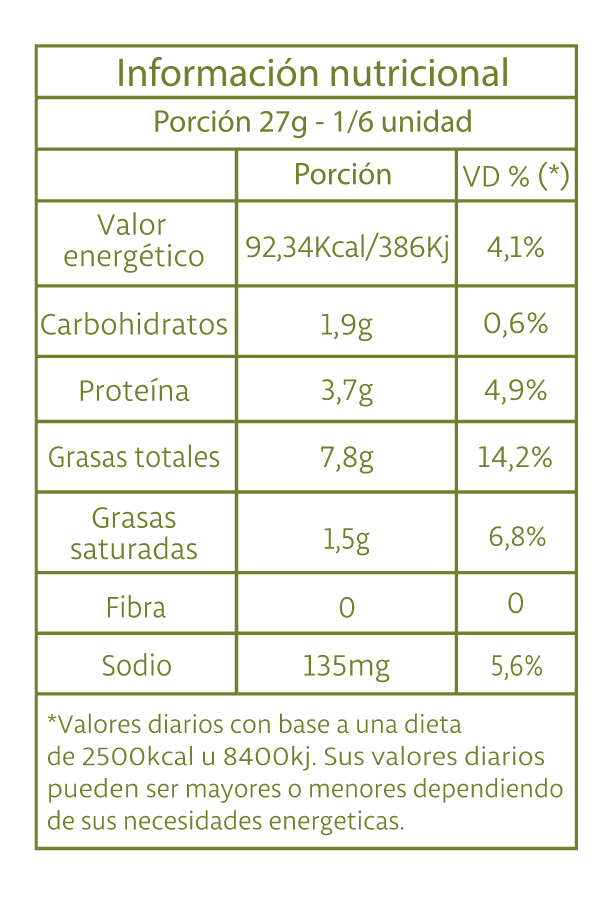 Información nutricional
Porción 27g - 1/6 unidad
Porción VD % (*)
Valor
energético 92,34Kcal/386Kj 4,1%
Carbohidratos 1,9g 0,6%
Proteína 3,7g 4,9%
Grasas totales 7,8g 14,2%
Grasas
saturadas 1,5g 6,8%
Fibra 0 0
Sodio 135mg 5,6%
*Valores diarios con base a una dieta
de 2500kcal u 8400kj. Sus valores diarios
pueden ser mayores o menores dependiendo
de sus necesidades energeticas.